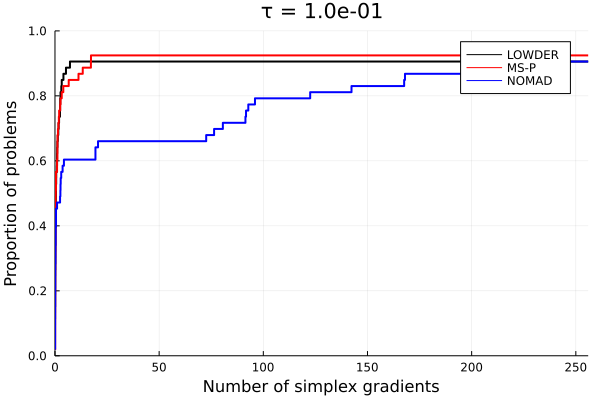 τ = 1.0e-01
Proportion of problems
1.0
0.8
0.6
0.4
0.2
0.0
LOWDER
MS-P
NOMAD
0 50 100 150 200 250
Number of simplex gradients